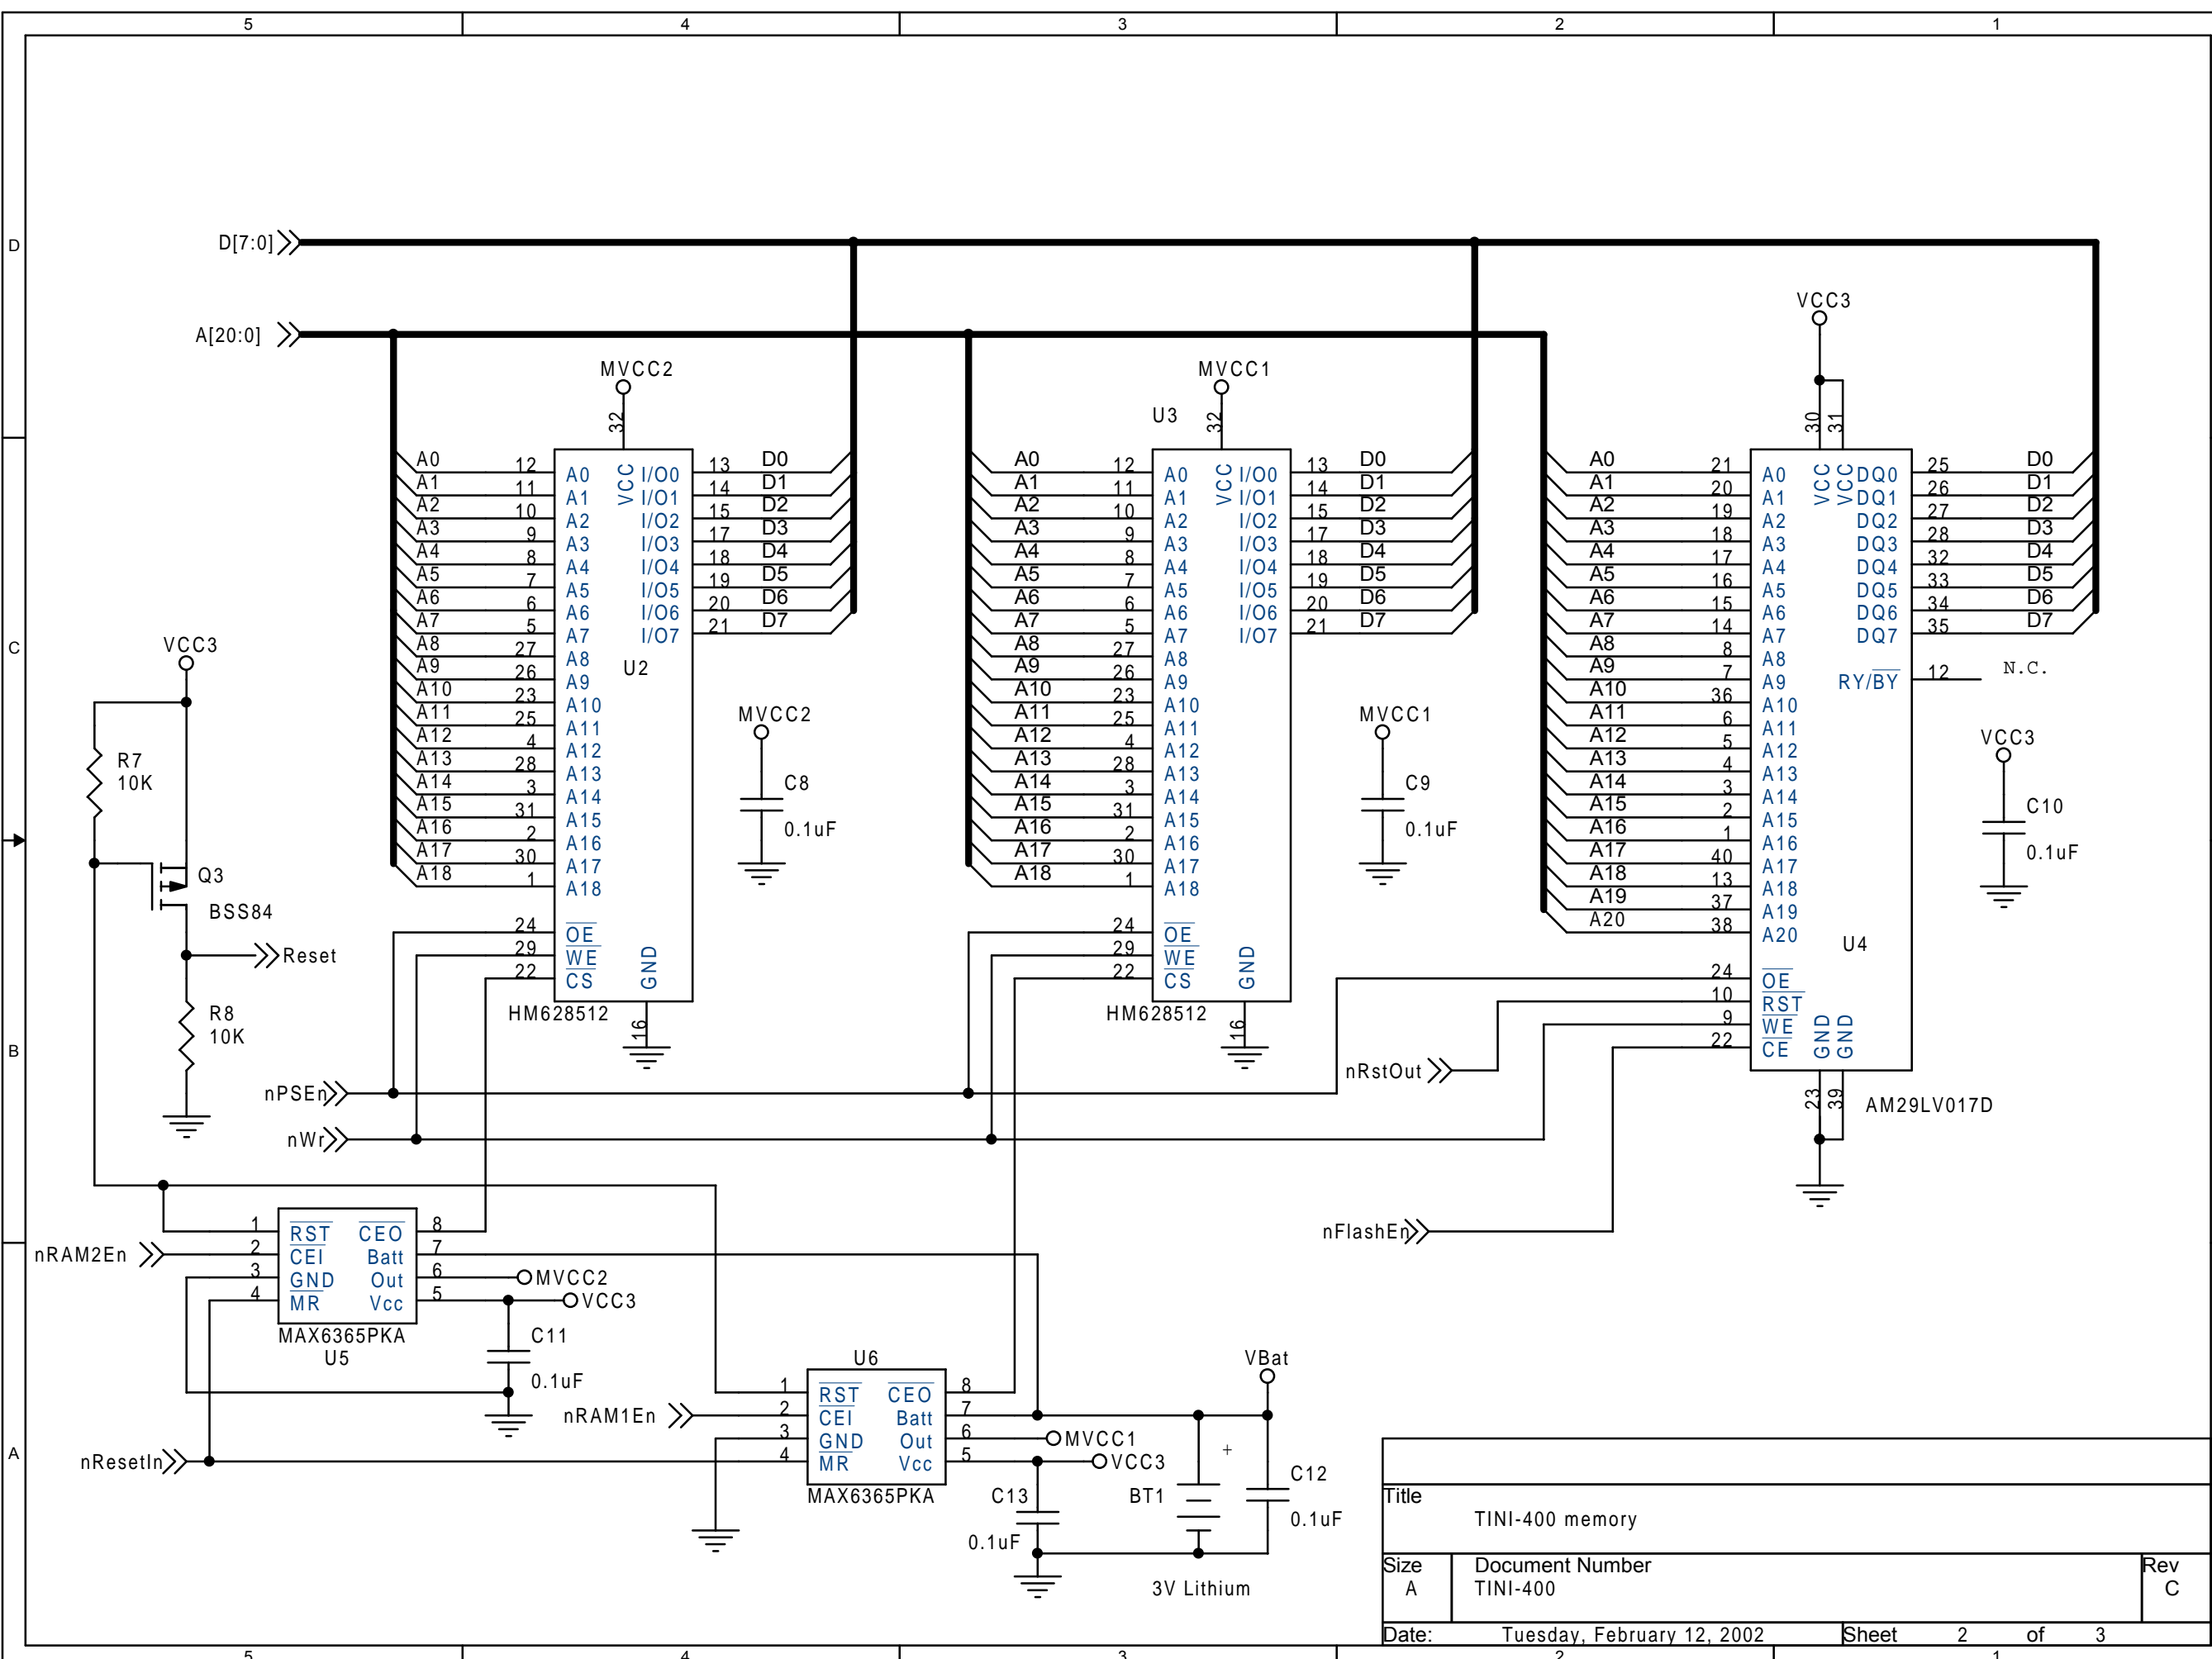 5 4 3 2 1
D
C
B
A
D[7:0]
A[20:0]
MVCC2
32
A0 12 A0
A1 11 A1
A2 10 A2
A3 9 A3
A4 8 A4
A5 7 A5
A6 6 A6
A7 5 A7
A8 27 A8
A9 26 A9
A10 23 A10
A11 25 A11
A12 4 A12
A13 28 A13
A14 3 A14
A15 31 A15
A16 2 A16
A17 30 A17
A18 1 A18
24 OE
29 WE
22 CS
VCC
I/O0 13 D0
I/O1 14 D1
I/O2 15 D2
I/O3 17 D3
I/O4 18 D4
I/O5 19 D5
I/O6 20 D6
I/O7 21 D7
U2
GND
16
HM628512
MVCC2
C8
0.1uF
MVCC1
U3
32
A0 12 A0
A1 11 A1
A2 10 A2
A3 9 A3
A4 8 A4
A5 7 A5
A6 6 A6
A7 5 A7
A8 27 A8
A9 26 A9
A10 23 A10
A11 25 A11
A12 4 A12
A13 28 A13
A14 3 A14
A15 31 A15
A16 2 A16
A17 30 A17
A18 1 A18
24 OE
29 WE
22 CS
VCC
I/O0 13 D0
I/O1 14 D1
I/O2 15 D2
I/O3 17 D3
I/O4 18 D4
I/O5 19 D5
I/O6 20 D6
I/O7 21 D7
GND
16
HM628512
MVCC1
C9
0.1uF
VCC3
30 31
A0 21 A0
A1 20 A1
A2 19 A2
A3 18 A3
A4 17 A4
A5 16 A5
A6 15 A6
A7 14 A7
A8 8 A8
A9 7 A9
A10 36 A10
A11 6 A11
A12 5 A12
A13 4 A13
A14 3 A14
A15 2 A15
A16 1 A16
A17 40 A17
A18 13 A18
A19 37 A19
A20 38 A20
24 OE
10 RST
9 WE
22 CE
VCC VCC
DQ0 25 D0
DQ1 26 D1
DQ2 27 D2
DQ3 28 D3
DQ4 32 D4
DQ5 33 D5
DQ6 34 D6
DQ7 35 D7
RY/BY 12 N.C.
U4
GND GND
23 39
AM29LV017D
VCC3
C10
0.1uF
VCC3
R7
10K
Q3
BSS84
Reset
R8
10K
nPSEn
nWr
nRstOut
nFlashEn
nRAM2En
1 RST CEO 8
2 CEI Batt 7
3 GND Out 6 MVCC2
4 MR Vcc 5 VCC3
MAX6365PKA
U5
C11
0.1uF
nRAM1En
nResetIn
U6
1 RST CEO 8
2 CEI Batt 7
3 GND Out 6 MVCC1
4 MR Vcc 5 VCC3
MAX6365PKA
C13
0.1uF
VBat
+
BT1
3V Lithium
C12
0.1uF
Title
TINI-400 memory
Size
A
Document Number
TINI-400
Rev
C
Date: Tuesday, February 12, 2002 Sheet 2 of 3
5 4 3 2 1